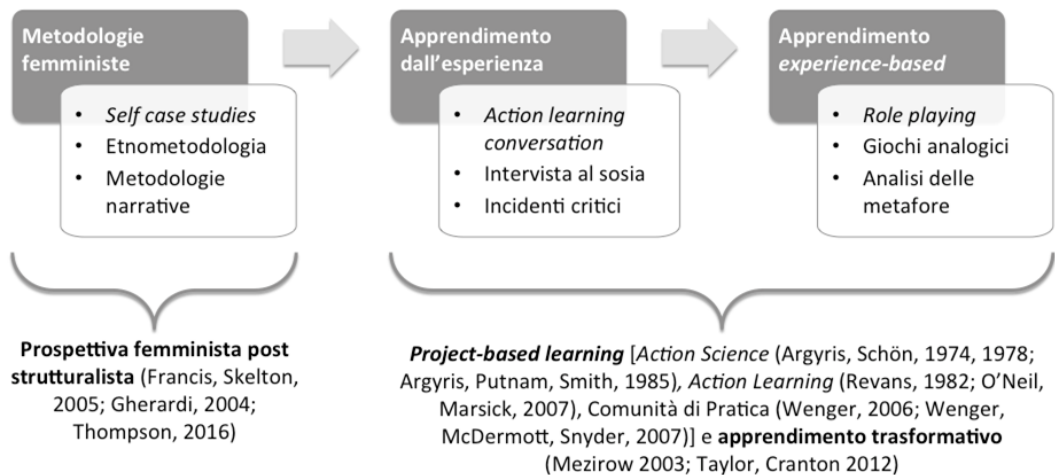 Metodologie
femministe
• Self case studies
• Etnometodologia
• Metodologie
narrative
Apprendimento
dall'esperienza
• Action learning
conversation
• Intervista al sosia
• Incidenti critici
Apprendimento
experience-based
• Role playing
• Giochi analogici
• Analisi delle
metafore
Prospettiva femminista post
strutturalista (Francis, Skelton,
2005; Gherardi, 2004;
Thompson, 2016)
Project-based learning [Action Science (Argyris, Schön, 1974, 1978;
Argyris, Putnam, Smith, 1985), Action Learning (Revans, 1982; O'Neil,
Marsick, 2007), Comunità di Pratica (Wenger, 2006; Wenger,
McDermott, Snyder, 2007)] e apprendimento trasformativo
(Mezirow 2003; Taylor, Cranton 2012)